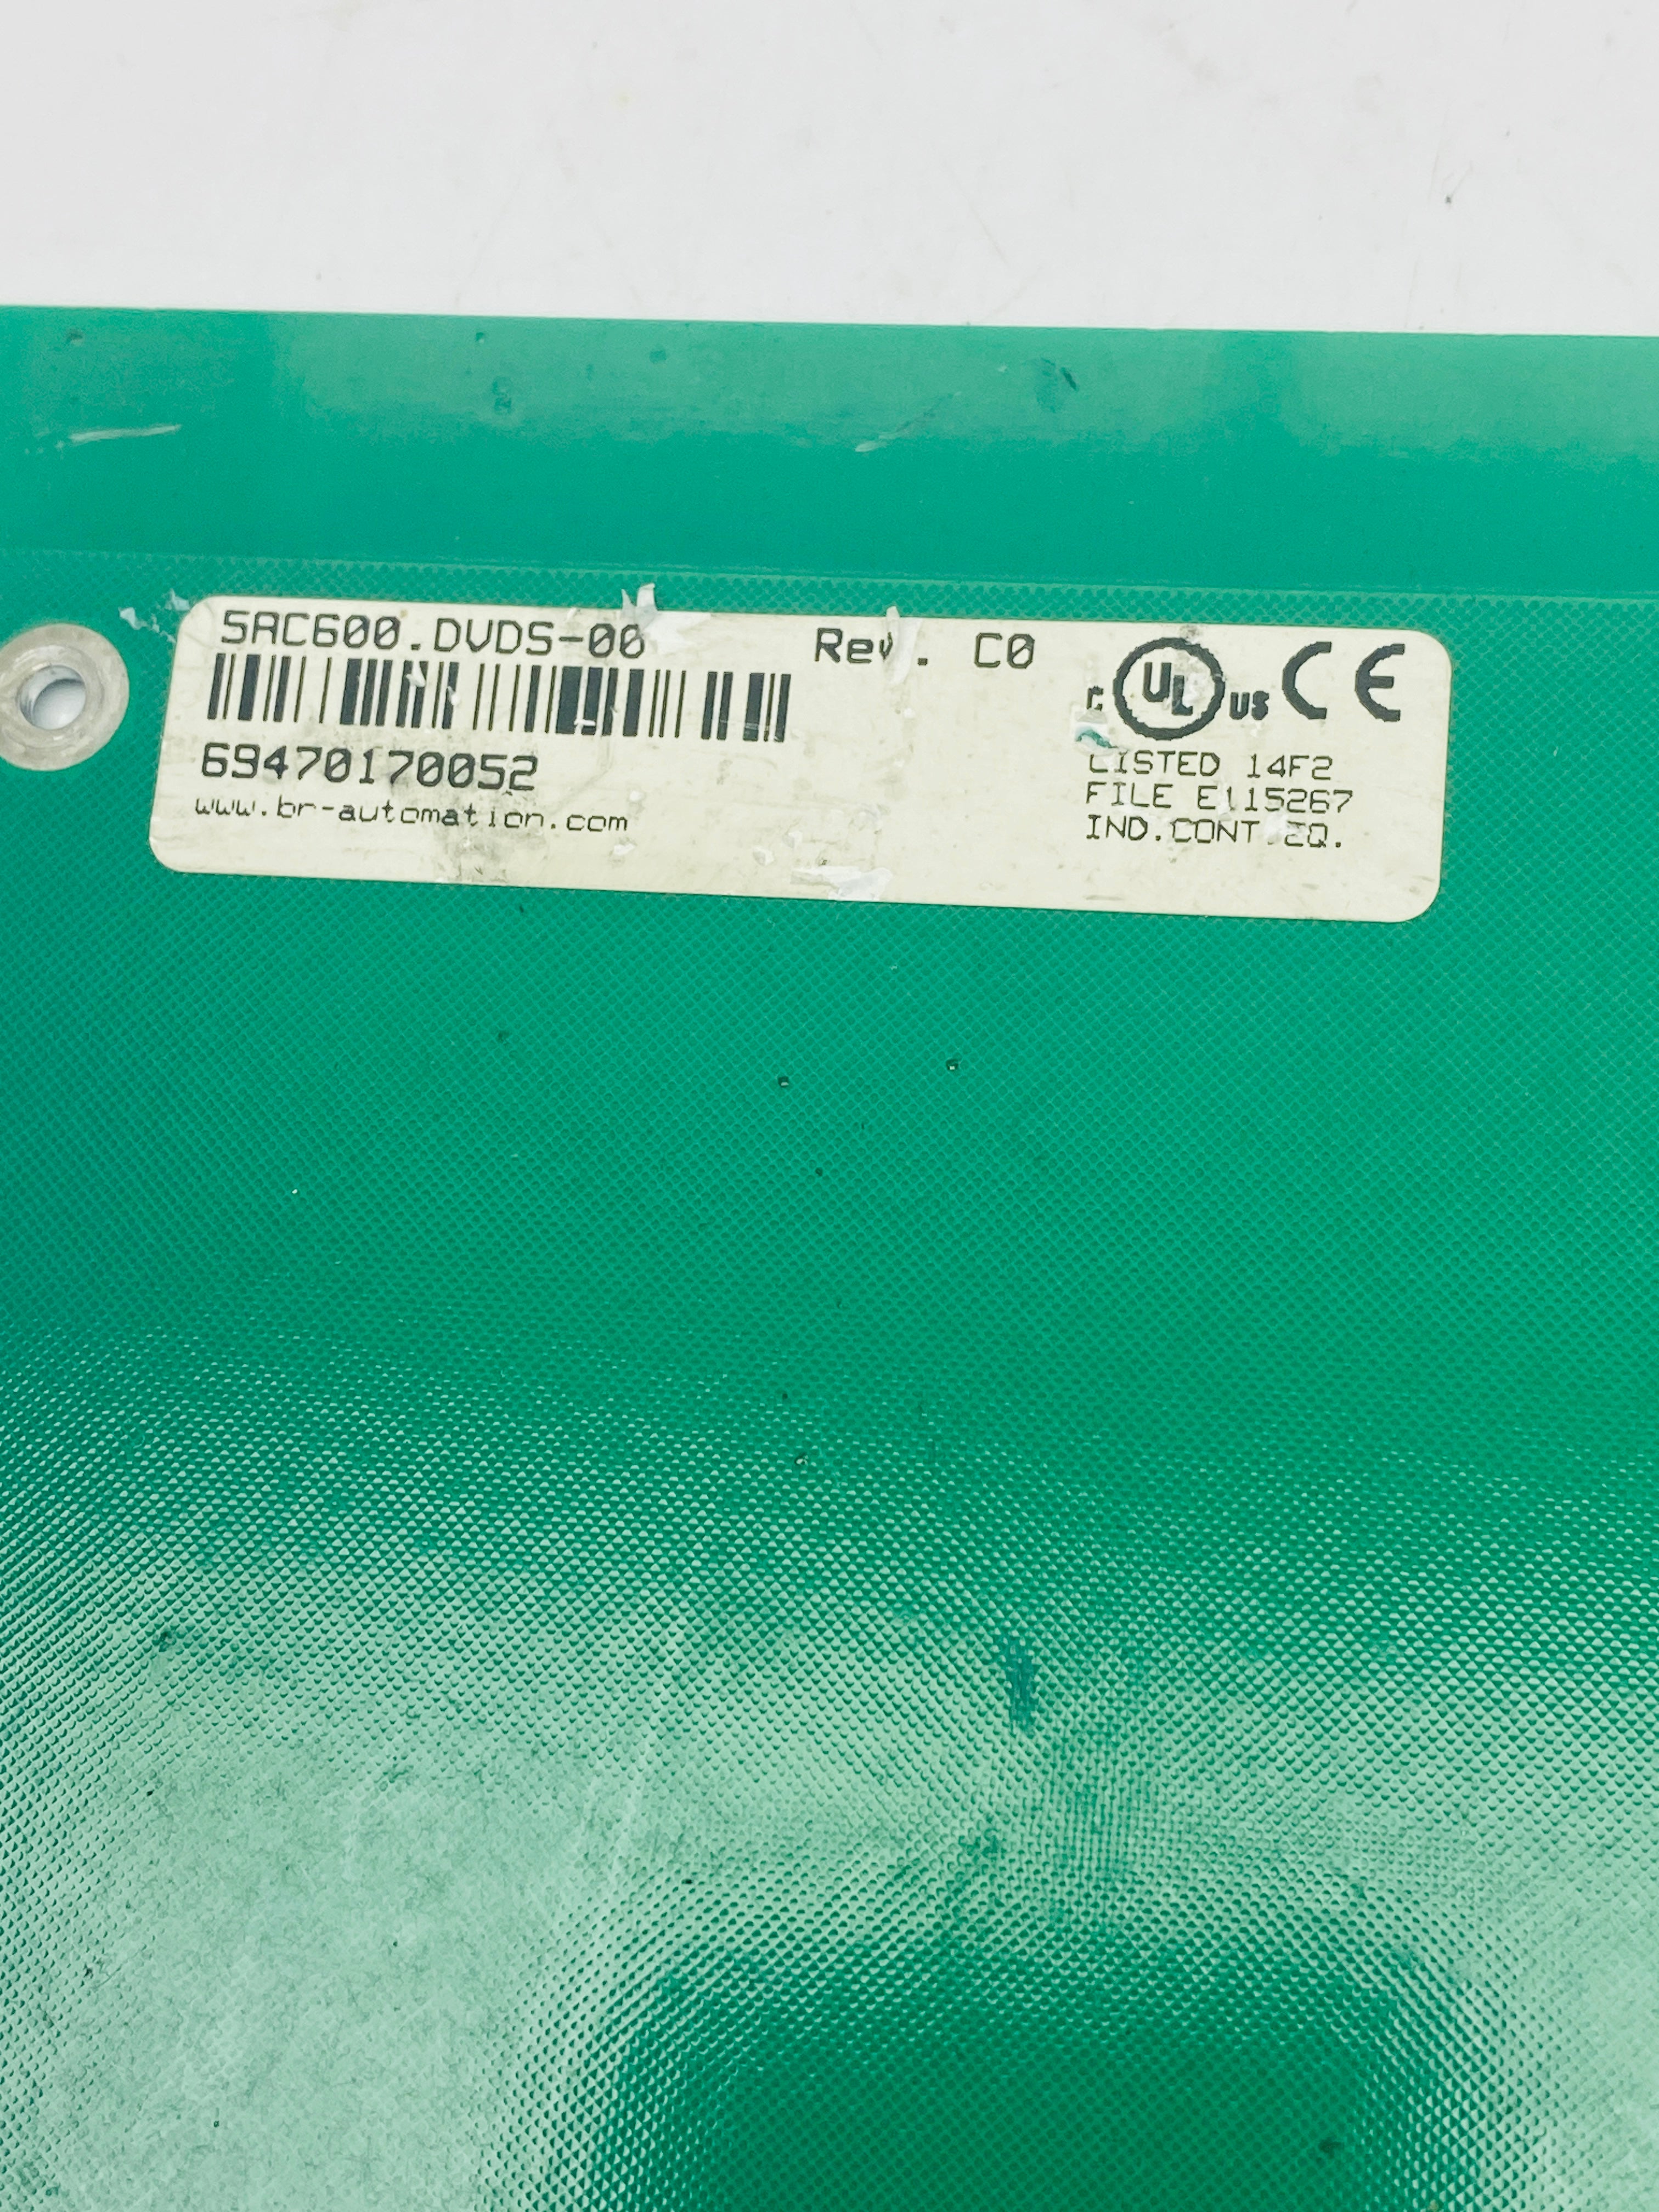 5AC600.DVDS-00 Rev. C0
c UL us CE
69470170052
www.br-automation.com
LISTED 14F2
FILE E115267
IND.CONT.EQ.